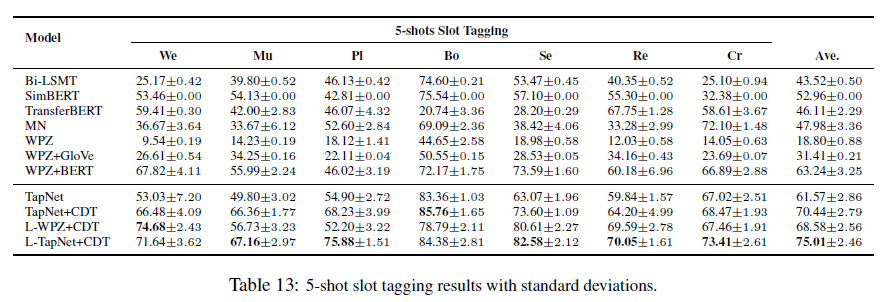 Model 5-shots Slot Tagging
We Mu Pl Bo Se Re Cr Ave.
Bi-LSMT 25.17±0.42 39.80±0.52 46.13±0.42 74.60±0.21 53.47±0.45 40.35±0.52 25.10±0.94 43.52±0.50
SimBERT 53.46±0.00 54.13±0.00 42.81±0.00 75.54±0.00 57.10±0.00 55.30±0.00 32.38±0.00 52.96±0.00
TransferBERT 59.41±0.30 42.00±2.83 46.07±4.32 20.74±3.36 28.20±0.29 67.75±1.28 58.61±3.67 46.11±2.29
MN 36.67±3.64 33.67±6.12 52.60±2.84 69.09±2.36 38.42±4.06 33.28±2.99 72.10±1.48 47.98±3.36
WPZ 9.54±0.19 14.23±0.19 18.12±1.41 44.65±2.58 18.98±0.58 12.03±0.58 14.05±0.63 18.80±0.88
WPZ+GloVe 26.61±0.54 34.25±0.16 22.11±0.04 50.55±0.15 28.53±0.05 34.16±0.43 23.69±0.07 31.41±0.21
WPZ+BERT 67.82±4.11 55.99±2.24 46.02±3.19 72.17±1.75 73.59±1.60 60.18±6.96 66.89±2.88 63.24±3.25
TapNet 53.03±7.20 49.80±3.02 54.90±2.72 83.36±1.03 63.07±1.96 59.84±1.57 67.02±2.51 61.57±2.86
TapNet+CDT 66.48±4.09 66.36±1.77 68.23±3.99 85.76±1.65 73.60±1.09 64.20±4.99 68.47±1.93 70.44±2.79
L-WPZ+CDT 74.68±2.43 56.73±3.23 52.20±3.22 78.79±2.11 80.61±2.27 69.59±2.78 67.46±1.91 68.58±2.56
L-TapNet+CDT 71.64±3.62 67.16±2.97 75.88±1.51 84.38±2.81 82.58±2.12 70.05±1.61 73.41±2.61 75.01±2.46
Table 13: 5-shot slot tagging results with standard deviations.